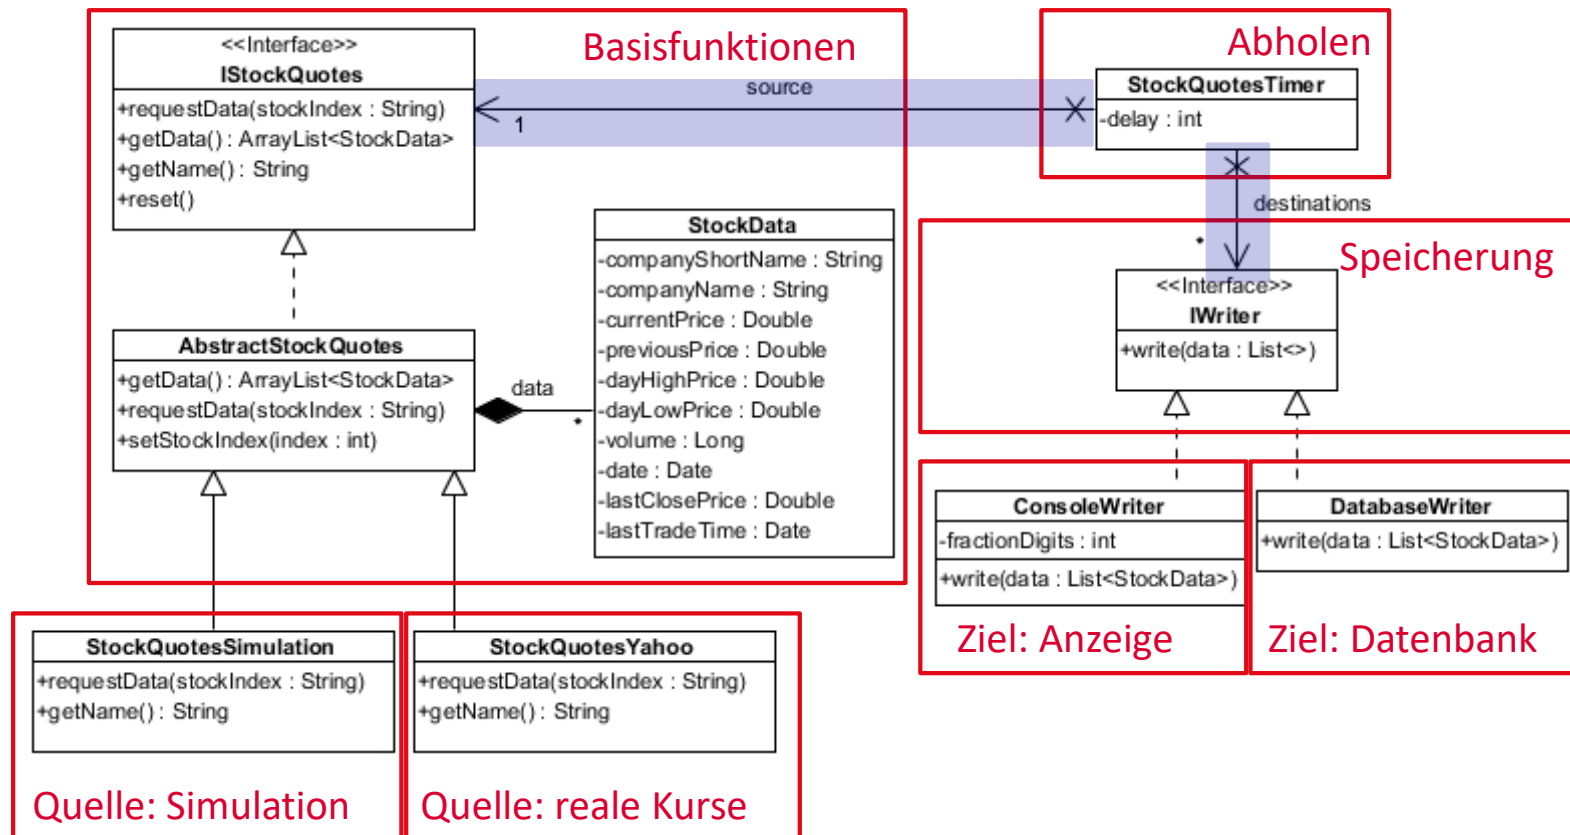 Basisfunktionen
<<Interface>>
IStockQuotes
+requestData(stockIndex : String)
+getData() : ArrayList<StockData>
+getName() : String
+reset()
source
1
Abholen
StockQuotesTimer
-delay : int
destinations
*
Speicherung
<<Interface>>
IWriter
+write(data : List<>)
StockData
-companyShortName : String
-companyName : String
-currentPrice : Double
-previousPrice : Double
-dayHighPrice : Double
-dayLowPrice : Double
-volume : Long
-date : Date
-lastClosePrice : Double
-lastTradeTime : Date
AbstractStockQuotes
+getData() : ArrayList<StockData>
+requestData(stockIndex : String)
+setStockIndex(index : int)
data
*
ConsoleWriter
-fractionDigits : int
+write(data : List<StockData>)
Ziel: Anzeige
DatabaseWriter
+write(data : List<StockData>)
Ziel: Datenbank
StockQuotesSimulation
+requestData(stockIndex : String)
+getName() : String
Quelle: Simulation
StockQuotesYahoo
+requestData(stockIndex : String)
+getName() : String
Quelle: reale Kurse